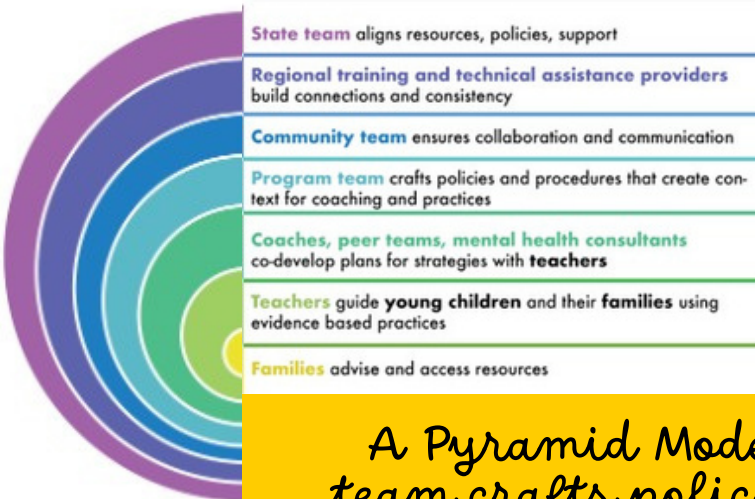 State team aligns resources, policies, support
Regional training and technical assistance providers
build connections and consistency
Community team ensures collaboration and communication
Program team crafts policies and procedures that create con-
text for coaching and practices
Coaches, peer teams, mental health consultants
co-develop plans for strategies with teachers
Teachers guide young children and their families using
evidence based practices
Families advise and access resources
A Pyramid Mode
team crafts polic